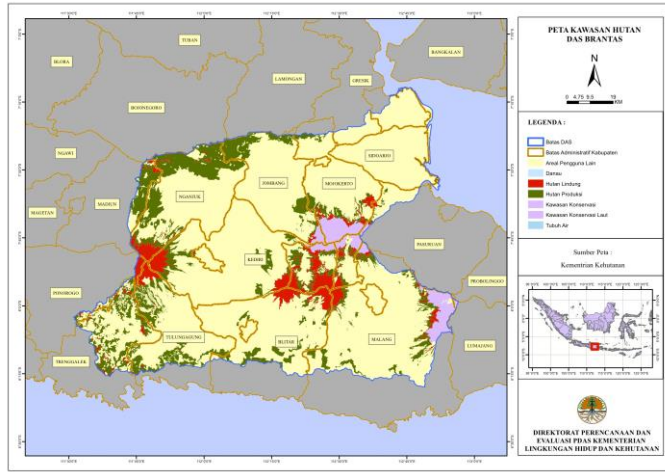 TUBAN
BLORA
BANGKALAN
LAMONGAN
GRESIK
BOJONEGORO
NGAWI
SIDOARJO
MADIUN
NGANJUK
JOMBANG
MOJOKERTO
MAGETAN
PASURUAN
KEDIRI
PROBOLINGGO
PONOROGO
TULUNGAGUNG
BLITAR
MALANG
LUMAJANG
TRENGGALEK
PETA KAWASAN HUTAN
DAS BRANTAS
N
0 4.75 9.5 19
KM
LEGENDA :
Batas DAS
Batas Administratif Kabupaten
Areal Pengguna Lain
Danau
Hutan Lindung
Hutan Produksi
Kawasan Konservasi
Kawasan Konservasi Laut
Tubuh Air
Sumber Peta :
Kementrian Kehutanan
DIREKTORAT PERENCANAAN DAN
EVALUASI PDAS KEMENTERIAN
LINGKUNGAN HIDUP DAN KEHUTANAN